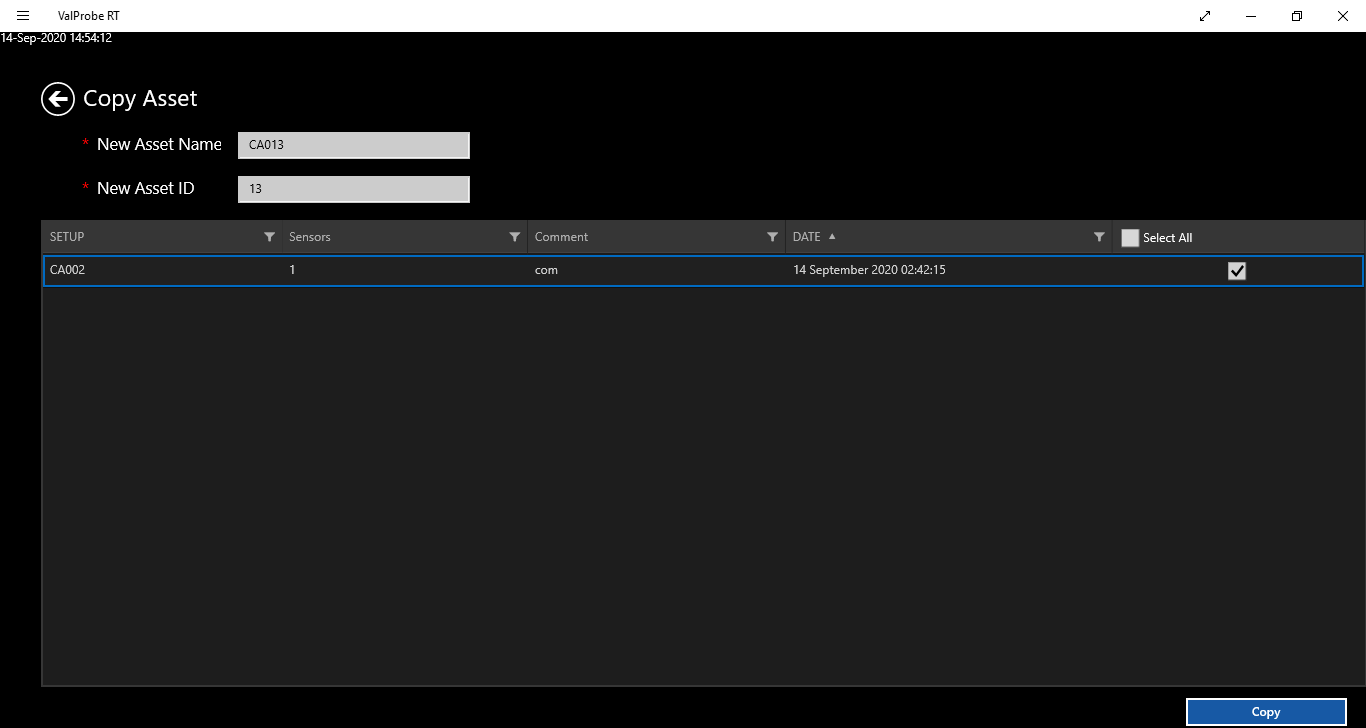 ValProbe RT
14-Sep-2020 14:54:12
Copy Asset
* New Asset Name CA013
* New Asset ID 13
SETUP Sensors Comment DATE ▲ Select All
CA002 1 com 14 September 2020 02:42:15
Copy